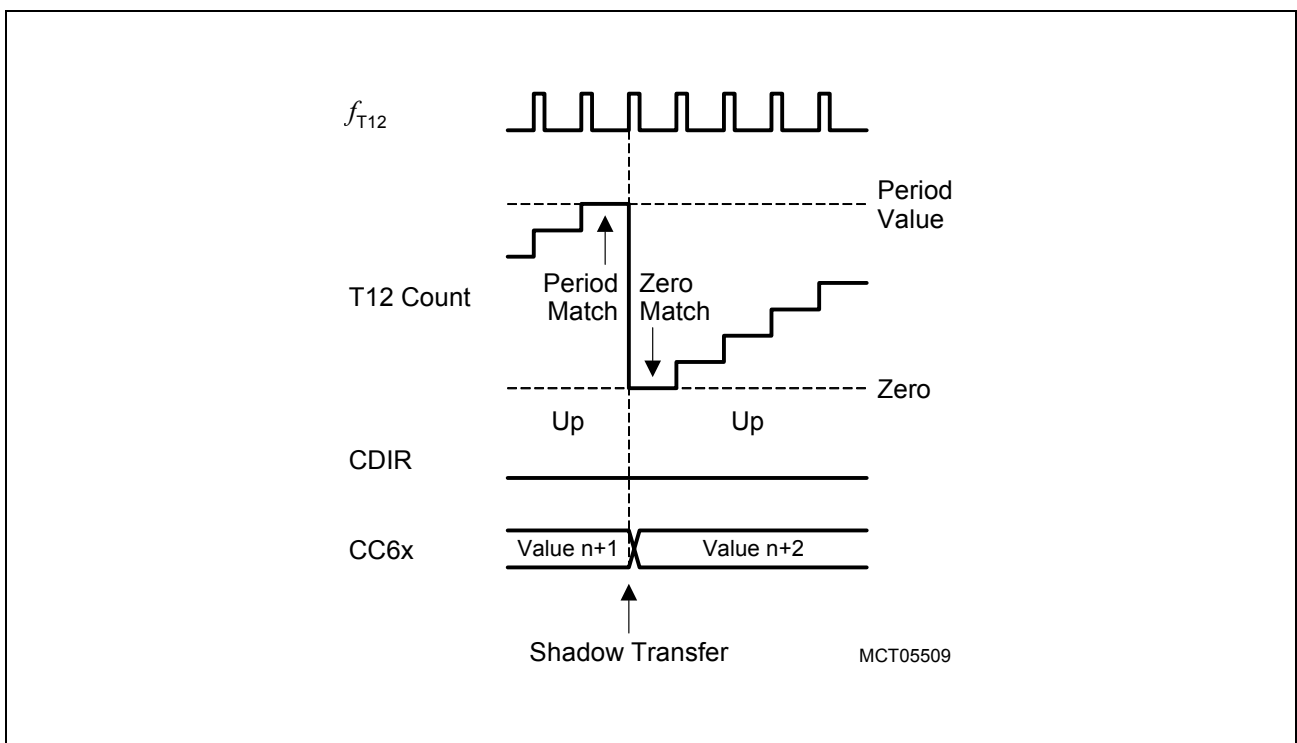 fT12
Period
Value
T12 Count
Period
Match
Zero
Match
Zero
Up
Up
CDIR
CC6x
Value n+1
Value n+2
Shadow Transfer
MCT05509